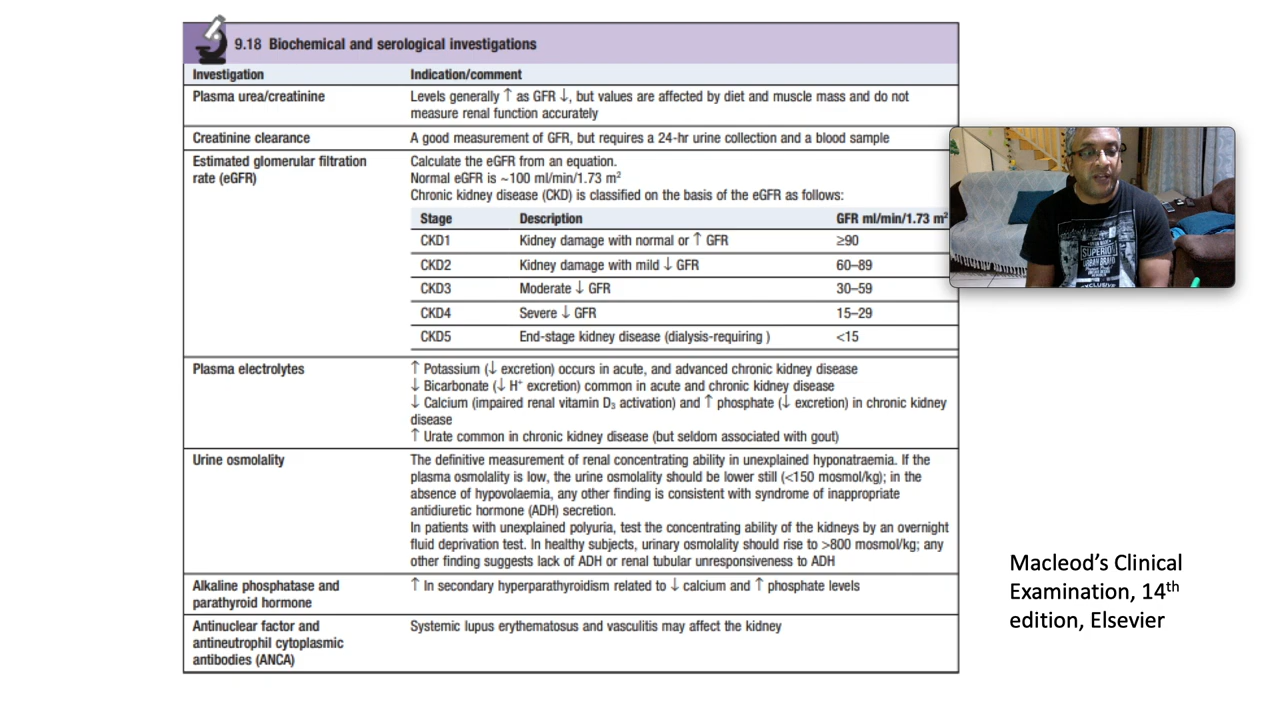 9.18 Biochemical and serological investigations
Investigation Indication/comment
Plasma urea/creatinine Levels generally ↑ as GFR ↓, but values are affected by diet and muscle mass and do not
measure renal function accurately
Creatinine clearance A good measurement of GFR, but requires a 24-hr urine collection and a blood sample
Estimated glomerular filtration Calculate the eGFR from an equation.
rate (eGFR) Normal eGFR is ~100 ml/min/1.73 m²
Chronic kidney disease (CKD) is classified on the basis of the eGFR as follows:
Stage Description GFR ml/min/1.73 m²
CKD1 Kidney damage with normal or ↑ GFR ≥90
CKD2 Kidney damage with mild ↓ GFR 60–89
CKD3 Moderate ↓ GFR 30–59
CKD4 Severe ↓ GFR 15–29
CKD5 End-stage kidney disease (dialysis-requiring ) <15
Plasma electrolytes ↑ Potassium (↓ excretion) occurs in acute, and advanced chronic kidney disease
↓ Bicarbonate (↓ H⁺ excretion) common in acute and chronic kidney disease
↓ Calcium (impaired renal vitamin D₃ activation) and ↑ phosphate (↓ excretion) in chronic kidney
disease
↑ Urate common in chronic kidney disease (but seldom associated with gout)
Urine osmolality The definitive measurement of renal concentrating ability in unexplained hyponatraemia. If the
plasma osmolality is low, the urine osmolality should be lower still (<150 mosmol/kg); in the
absence of hypovolaemia, any other finding is consistent with syndrome of inappropriate
antidiuretic hormone (ADH) secretion.
In patients with unexplained polyuria, test the concentrating ability of the kidneys by an overnight
fluid deprivation test. In healthy subjects, urinary osmolality should rise to >800 mosmol/kg; any
other finding suggests lack of ADH or renal tubular unresponsiveness to ADH
Alkaline phosphatase and ↑ In secondary hyperparathyroidism related to ↓ calcium and ↑ phosphate levels
parathyroid hormone
Antinuclear factor and Systemic lupus erythematosus and vasculitis may affect the kidney
antineutrophil cytoplasmic
antibodies (ANCA)
SUPERIOR
URBAN BRAND
EXCLUSIVE
Macleod's Clinical
Examination, 14th
edition, Elsevier